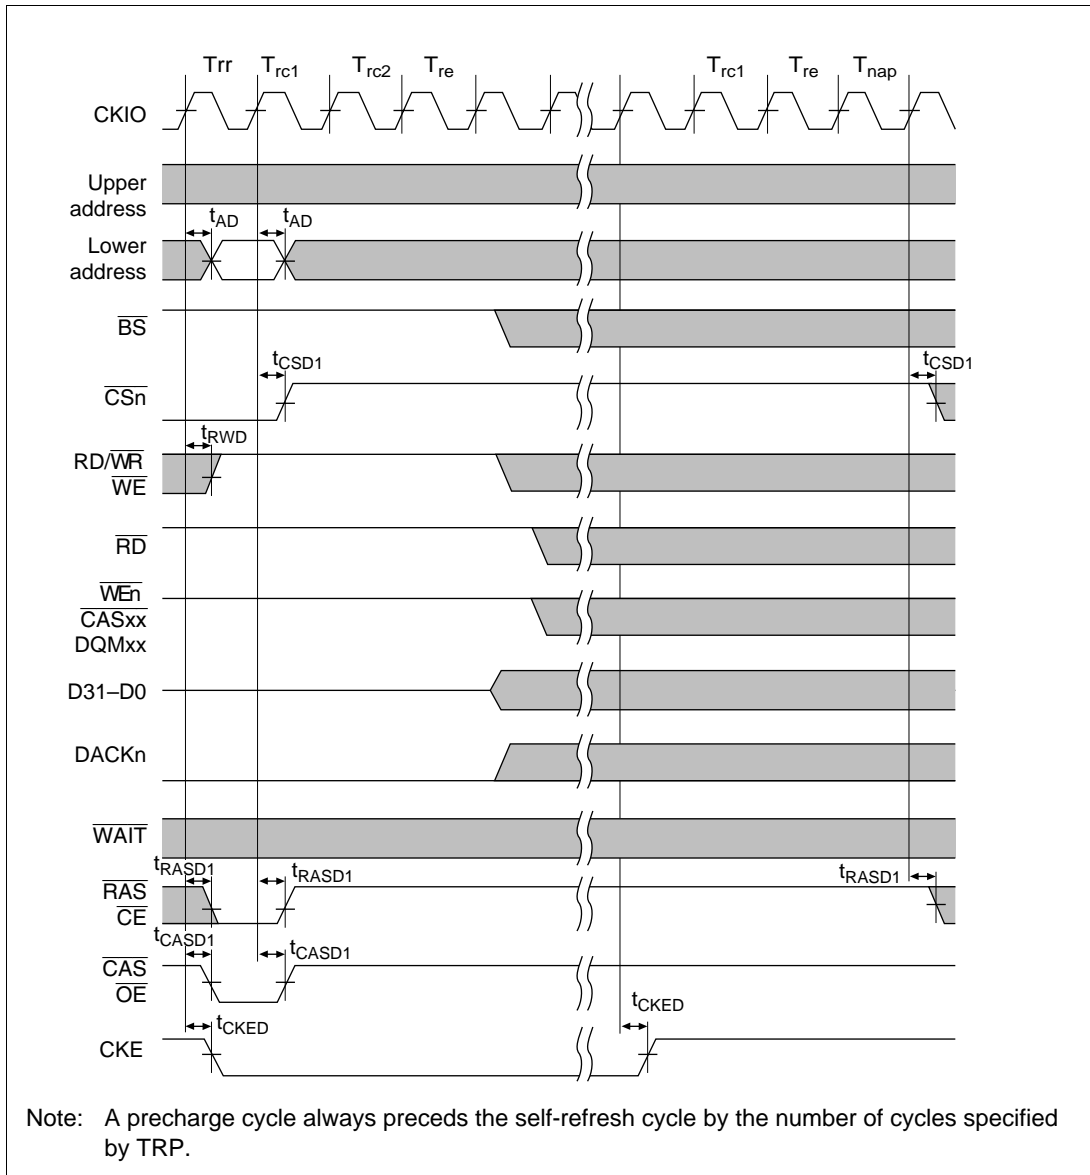 Trr Trc1 Trc2 Tre Trc1 Tre Tnap
CKIO
Upper
address
tAD tAD
Lower
address
BS
tCSD1 tCSD1
CSn
tRWD
RD/WR
WE
RD
WEn
CASxx
DQMxx
D31–D0
DACKn
WAIT
tRASD1 tRASD1 tRASD1
RAS
CE
tCASD1 tCASD1
CAS
OE
tCKED tCKED
CKE
Note: A precharge cycle always preceds the self-refresh cycle by the number of cycles specified
by TRP.